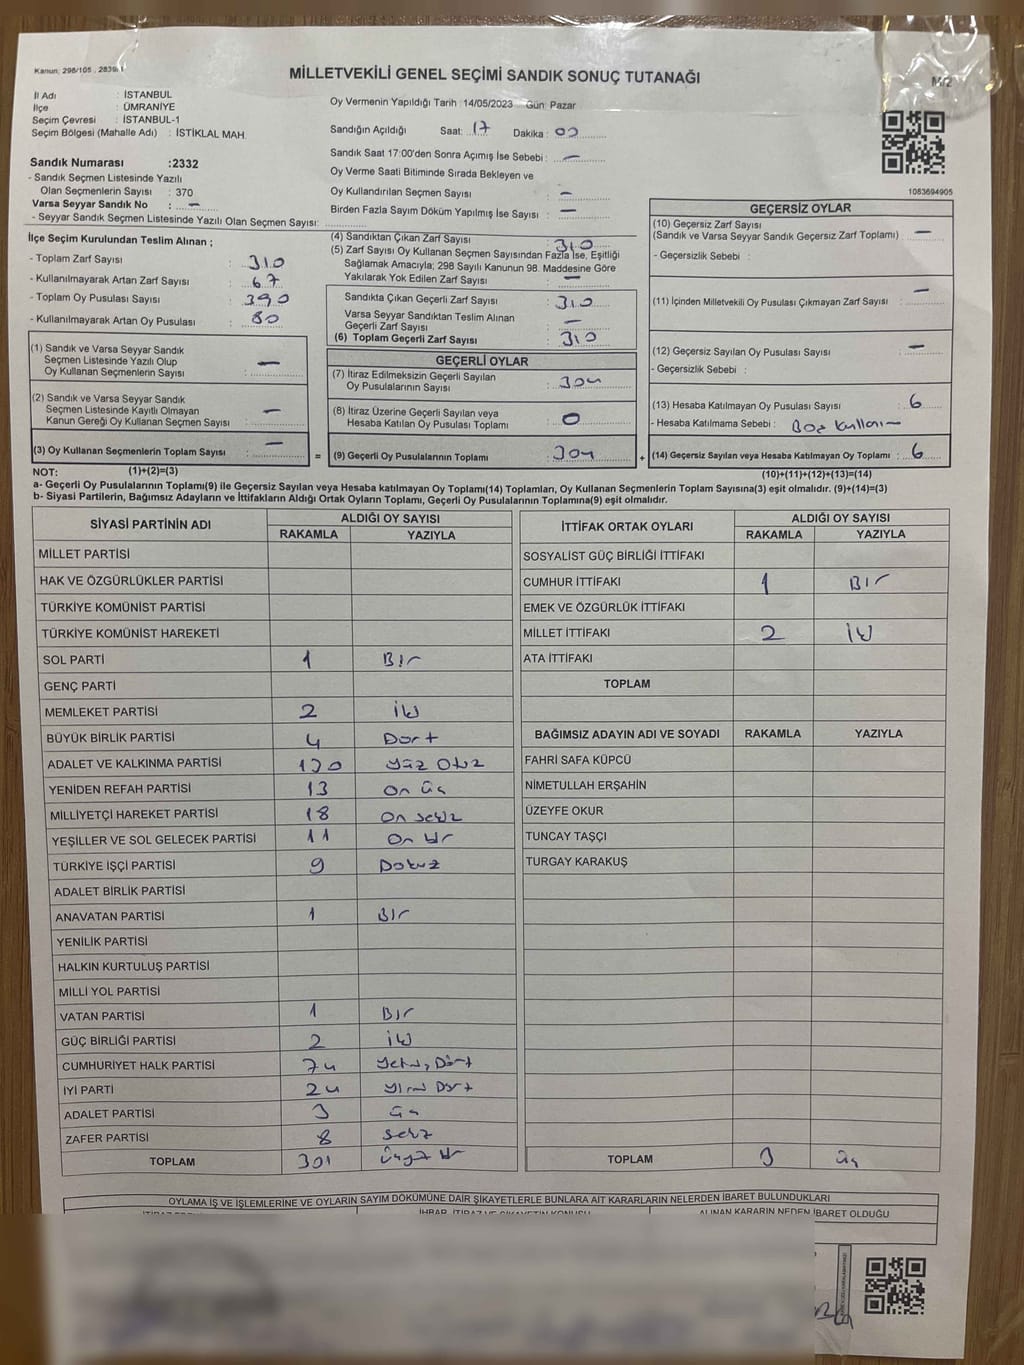 Kanun: 298/105 , 2839/
MİLLETVEKİLİ GENEL SEÇİMİ SANDIK SONUÇ TUTANAĞI
M/2
İl Adı : İSTANBUL
İlçe : ÜMRANİYE
Seçim Çevresi : İSTANBUL-1
Seçim Bölgesi (Mahalle Adı) : İSTİKLAL MAH.
Sandık Numarası :2332
- Sandık Seçmen Listesinde Yazılı
Olan Seçmenlerin Sayısı : 370
Varsa Seyyar Sandık No : —
- Seyyar Sandık Seçmen Listesinde Yazılı Olan Seçmen Sayısı:
Oy Vermenin Yapıldığı Tarih :14/05/2023 Gün: Pazar
Sandığın Açıldığı Saat: 17 Dakika: 00
Sandık Saat 17:00'den Sonra Açımış İse Sebebi : —
Oy Verme Saati Bitiminde Sırada Bekleyen ve
Oy Kullandırılan Seçmen Sayısı : —
Birden Fazla Sayım Döküm Yapılmış İse Sayısı : —
1083694905
İlçe Seçim Kurulundan Teslim Alınan ;
- Toplam Zarf Sayısı : 310
- Kullanılmayarak Artan Zarf Sayısı : 67
- Toplam Oy Pusulası Sayısı : 390
- Kullanılmayarak Artan Oy Pusulası : 80
(1) Sandık ve Varsa Seyyar Sandık
Seçmen Listesinde Yazılı Olup
Oy Kullanan Seçmenlerin Sayısı : —
(2) Sandık ve Varsa Seyyar Sandık
Seçmen Listesinde Kayıtlı Olmayan
Kanun Gereği Oy Kullanan Seçmen Sayısı : —
(3) Oy Kullanan Seçmenlerin Toplam Sayısı : —
(4) Sandıktan Çıkan Zarf Sayısı : 310
(5) Zarf Sayısı Oy Kullanan Seçmen Sayısından Fazla İse, Eşitliği
Sağlamak Amacıyla; 298 Sayılı Kanunun 98. Maddesine Göre
Yakılarak Yok Edilen Zarf Sayısı : —
Sandıkta Çıkan Geçerli Zarf Sayısı : 310
Varsa Seyyar Sandıktan Teslim Alınan
Geçerli Zarf Sayısı : —
(6) Toplam Geçerli Zarf Sayısı : 310
GEÇERLİ OYLAR
(7) İtiraz Edilmeksizin Geçerli Sayılan
Oy Pusulalarının Sayısı : 304
(8) İtiraz Üzerine Geçerli Sayılan veya
Hesaba Katılan Oy Pusulası Toplamı : 0
= (9) Geçerli Oy Pusulalarının Toplamı : 304
GEÇERSİZ OYLAR
(10) Geçersiz Zarf Sayısı
(Sandık ve Varsa Seyyar Sandık Geçersiz Zarf Toplamı) : —
- Geçersizlik Sebebi :
(11) İçinden Milletvekili Oy Pusulası Çıkmayan Zarf Sayısı : —
(12) Geçersiz Sayılan Oy Pusulası Sayısı : —
- Geçersizlik Sebebi :
(13) Hesaba Katılmayan Oy Pusulası Sayısı : 6
- Hesaba Katılmama Sebebi : Boş Kullanım
+ (14) Geçersiz Sayılan veya Hesaba Katılmayan Oy Toplamı : 6
NOT: (1)+(2)=(3)
(10)+(11)+(12)+(13)=(14)
a- Geçerli Oy Pusulalarının Toplamı(9) ile Geçersiz Sayılan veya Hesaba katılmayan Oy Toplamı(14) Toplamları, Oy Kullanan Seçmenlerin Toplam Sayısına(3) eşit olmalıdır. (9)+(14)=(3)
b- Siyasi Partilerin, Bağımsız Adayların ve İttifakların Aldığı Ortak Oyların Toplamı, Geçerli Oy Pusulalarının Toplamına(9) eşit olmalıdır.
SİYASİ PARTİNİN ADI ALDIĞI OY SAYISI
RAKAMLA YAZIYLA
MİLLET PARTİSİ
HAK VE ÖZGÜRLÜKLER PARTİSİ
TÜRKİYE KOMÜNİST PARTİSİ
TÜRKİYE KOMÜNİST HAREKETİ
SOL PARTİ 1 Bir
GENÇ PARTİ
MEMLEKET PARTİSİ 2 iki
BÜYÜK BİRLİK PARTİSİ 4 Dört
ADALET VE KALKINMA PARTİSİ 130 Yüz Otuz
YENİDEN REFAH PARTİSİ 13 On üç
MİLLİYETÇİ HAREKET PARTİSİ 18 On sekiz
YEŞİLLER VE SOL GELECEK PARTİSİ 11 On bir
TÜRKİYE İŞÇİ PARTİSİ 9 Dokuz
ADALET BİRLİK PARTİSİ
ANAVATAN PARTİSİ 1 Bir
YENİLİK PARTİSİ
HALKIN KURTULUŞ PARTİSİ
MİLLİ YOL PARTİSİ
VATAN PARTİSİ 1 Bir
GÜÇ BİRLİĞİ PARTİSİ 2 iki
CUMHURİYET HALK PARTİSİ 74 Yetmiş Dört
İYİ PARTİ 24 Yirmi Dört
ADALET PARTİSİ 3 üç
ZAFER PARTİSİ 8 sekiz
TOPLAM 301 üçyüz bir
İTTİFAK ORTAK OYLARI ALDIĞI OY SAYISI
RAKAMLA YAZIYLA
SOSYALİST GÜÇ BİRLİĞİ İTTİFAKI
CUMHUR İTTİFAKI 1 Bir
EMEK VE ÖZGÜRLÜK İTTİFAKI
MİLLET İTTİFAKI 2 iki
ATA İTTİFAKI
TOPLAM
BAĞIMSIZ ADAYIN ADI VE SOYADI RAKAMLA YAZIYLA
FAHRİ SAFA KÜPCÜ
NİMETULLAH ERŞAHİN
ÜZEYFE OKUR
TUNCAY TAŞÇI
TURGAY KARAKUŞ
TOPLAM 3 üç
OYLAMA İŞ VE İŞLEMLERİNE VE OYLARIN SAYIM DÖKÜMÜNE DAİR ŞİKAYETLERLE BUNLARA AİT KARARLARIN NELERDEN İBARET BULUNDUKLARI
İHBAR, İTİRAZ VE ŞİKAYETİN KONUSU ALINAN KARARIN NEDEN İBARET OLDUĞU